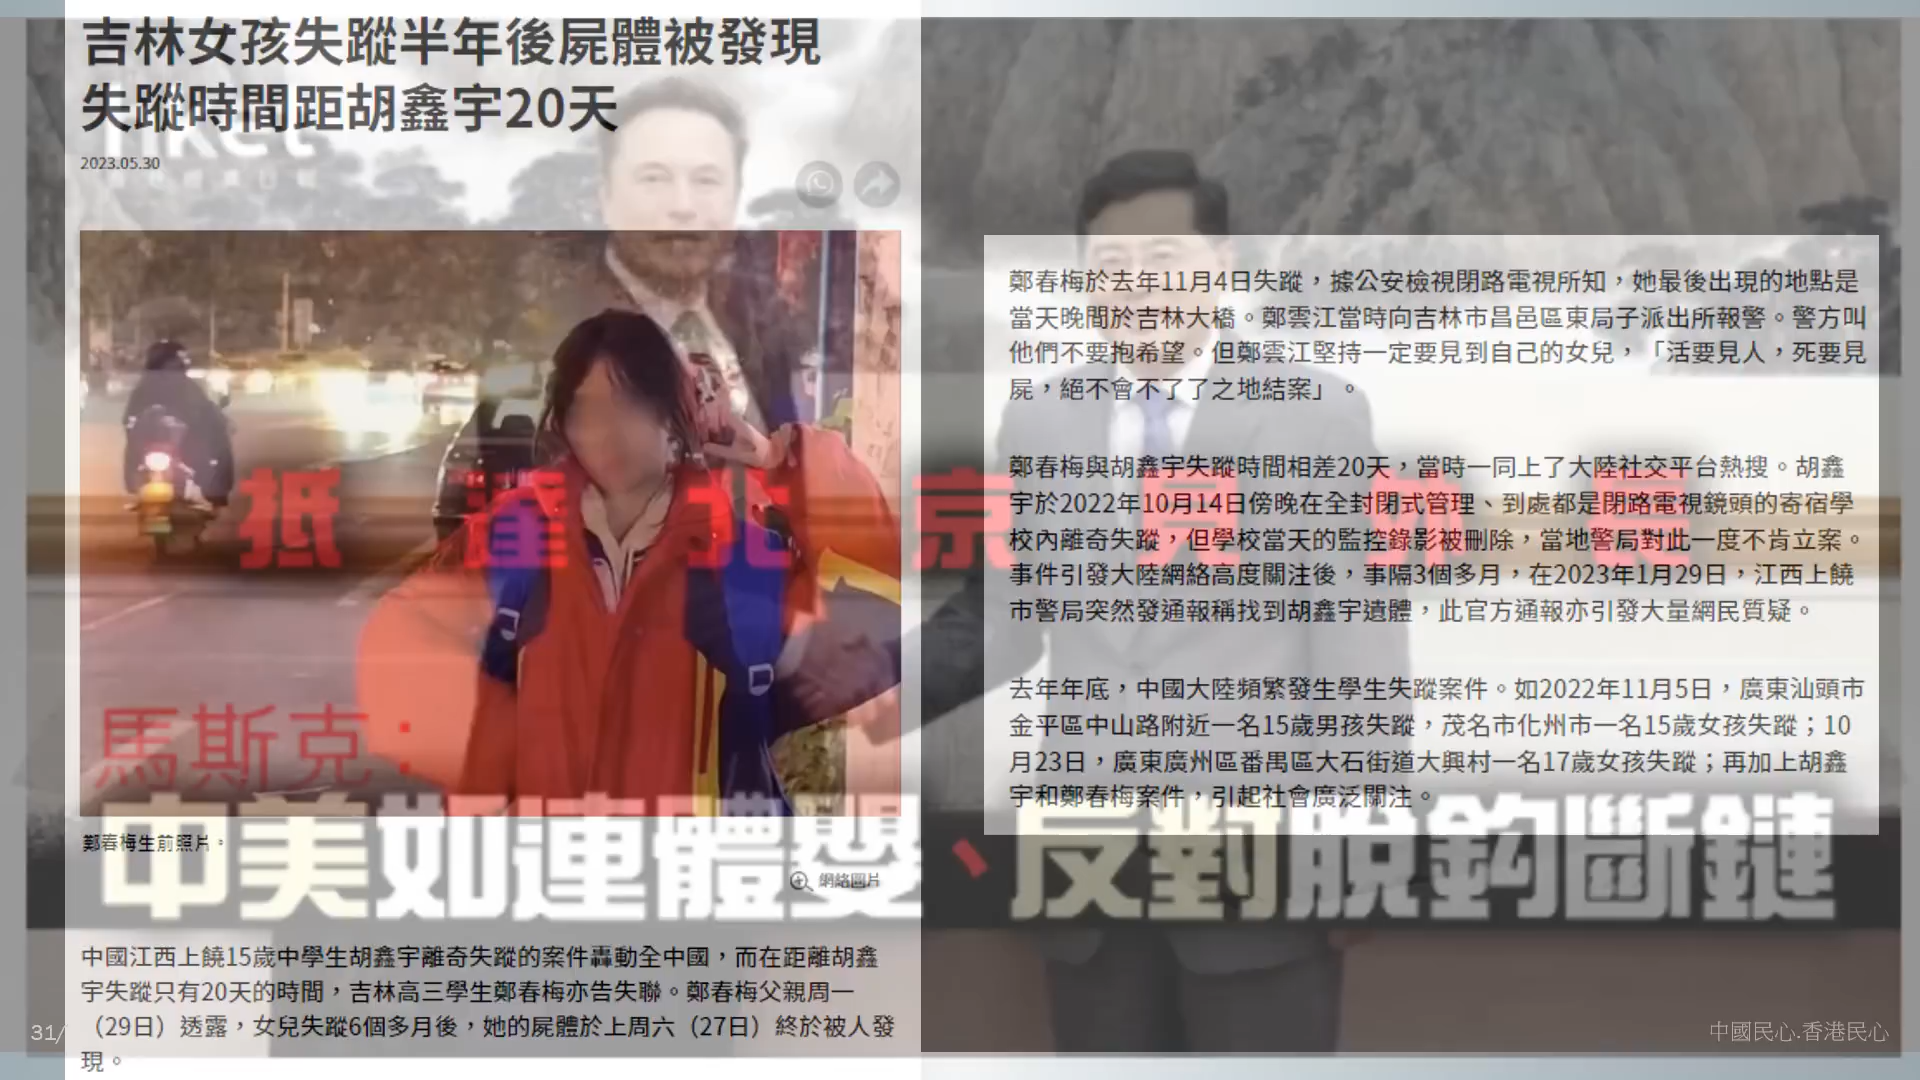 吉林女孩失蹤半年後屍體被發現
失蹤時間距胡鑫宇20天
hket
2023.05.30
鄭春梅於去年11月4日失蹤，據公安檢視閉路電視所知，她最後出現的地點是
當天晚間於吉林大橋。鄭雲江當時向吉林市昌邑區東局子派出所報警。警方叫
他們不要抱希望。但鄭雲江堅持一定要見到自己的女兒，「活要見人，死要見
屍，絕不會不了了之地結案」。
鄭春梅與胡鑫宇失蹤時間相差20天，當時一同上了大陸社交平台熱搜。胡鑫
宇於2022年10月14日傍晚在全封閉式管理、到處都是閉路電視鏡頭的寄宿學
校內離奇失蹤，但學校當天的監控錄影被刪除，當地警局對此一度不肯立案。
事件引發大陸網絡高度關注後，事隔3個多月，在2023年1月29日，江西上饒
市警局突然發通報稱找到胡鑫宇遺體，此官方通報亦引發大量網民質疑。
去年年底，中國大陸頻繁發生學生失蹤案件。如2022年11月5日，廣東汕頭市
金平區中山路附近一名15歲男孩失蹤，茂名市化州市一名15歲女孩失蹤；10
月23日，廣東廣州區番禺區大石街道大興村一名17歲女孩失蹤；再加上胡鑫
宇和鄭春梅案件，引起社會廣泛關注。
抵達北京
馬斯克：
中美如連體嬰、反對脫鈎斷鏈
鄭春梅生前照片。
網絡圖片
中國江西上饒15歲中學生胡鑫宇離奇失蹤的案件轟動全中國，而在距離胡鑫
宇失蹤只有20天的時間，吉林高三學生鄭春梅亦告失聯。鄭春梅父親周一
（29日）透露，女兒失蹤6個多月後，她的屍體於上周六（27日）終於被人發
現。
31/
中國民心.香港民心